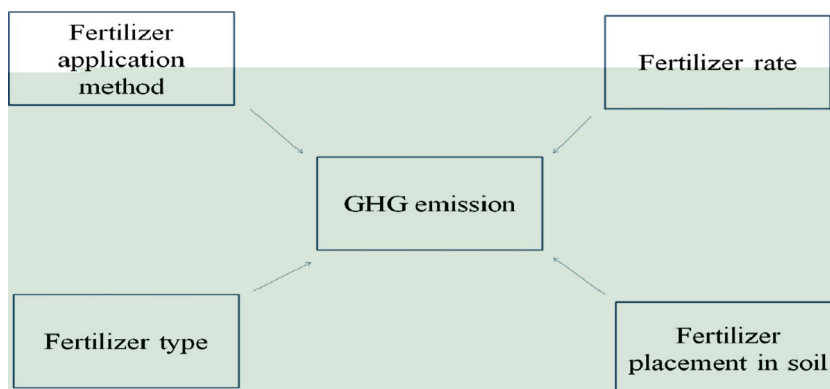 Fertilizer
application
method
Fertilizer rate
GHG emission
Fertilizer type
Fertilizer
placement in soil